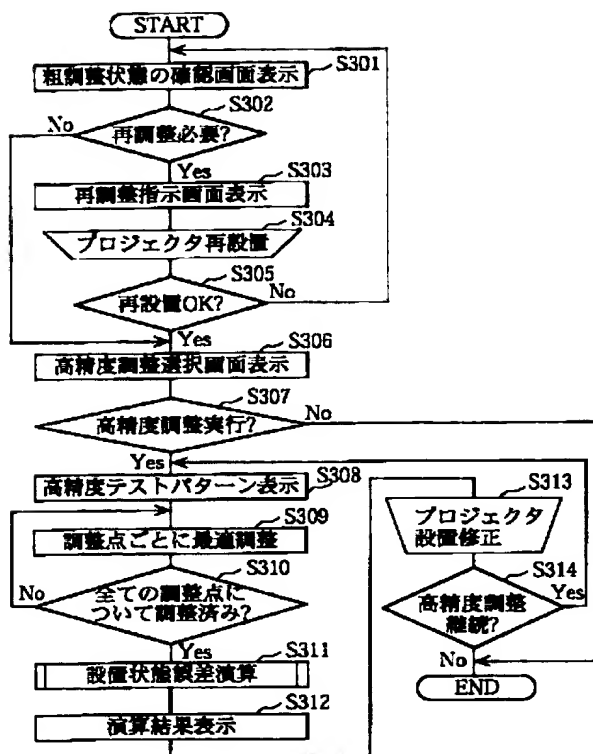 START
粗調整状態の確認画面表示
S301
S302
再調整必要?
No
Yes
S303
再調整指示画面表示
S304
プロジェクタ再設置
S305
再設置OK?
No
Yes
S306
高精度調整選択画面表示
S307
高精度調整実行?
No
Yes
高精度テストパターン表示
S308
S309
調整点ごとに最適調整
S310
全ての調整点に
ついて調整済み?
No
Yes
S311
設置状態誤差演算
S312
演算結果表示
S313
プロジェクタ
設置修正
S314
高精度調整
継続?
Yes
No
END